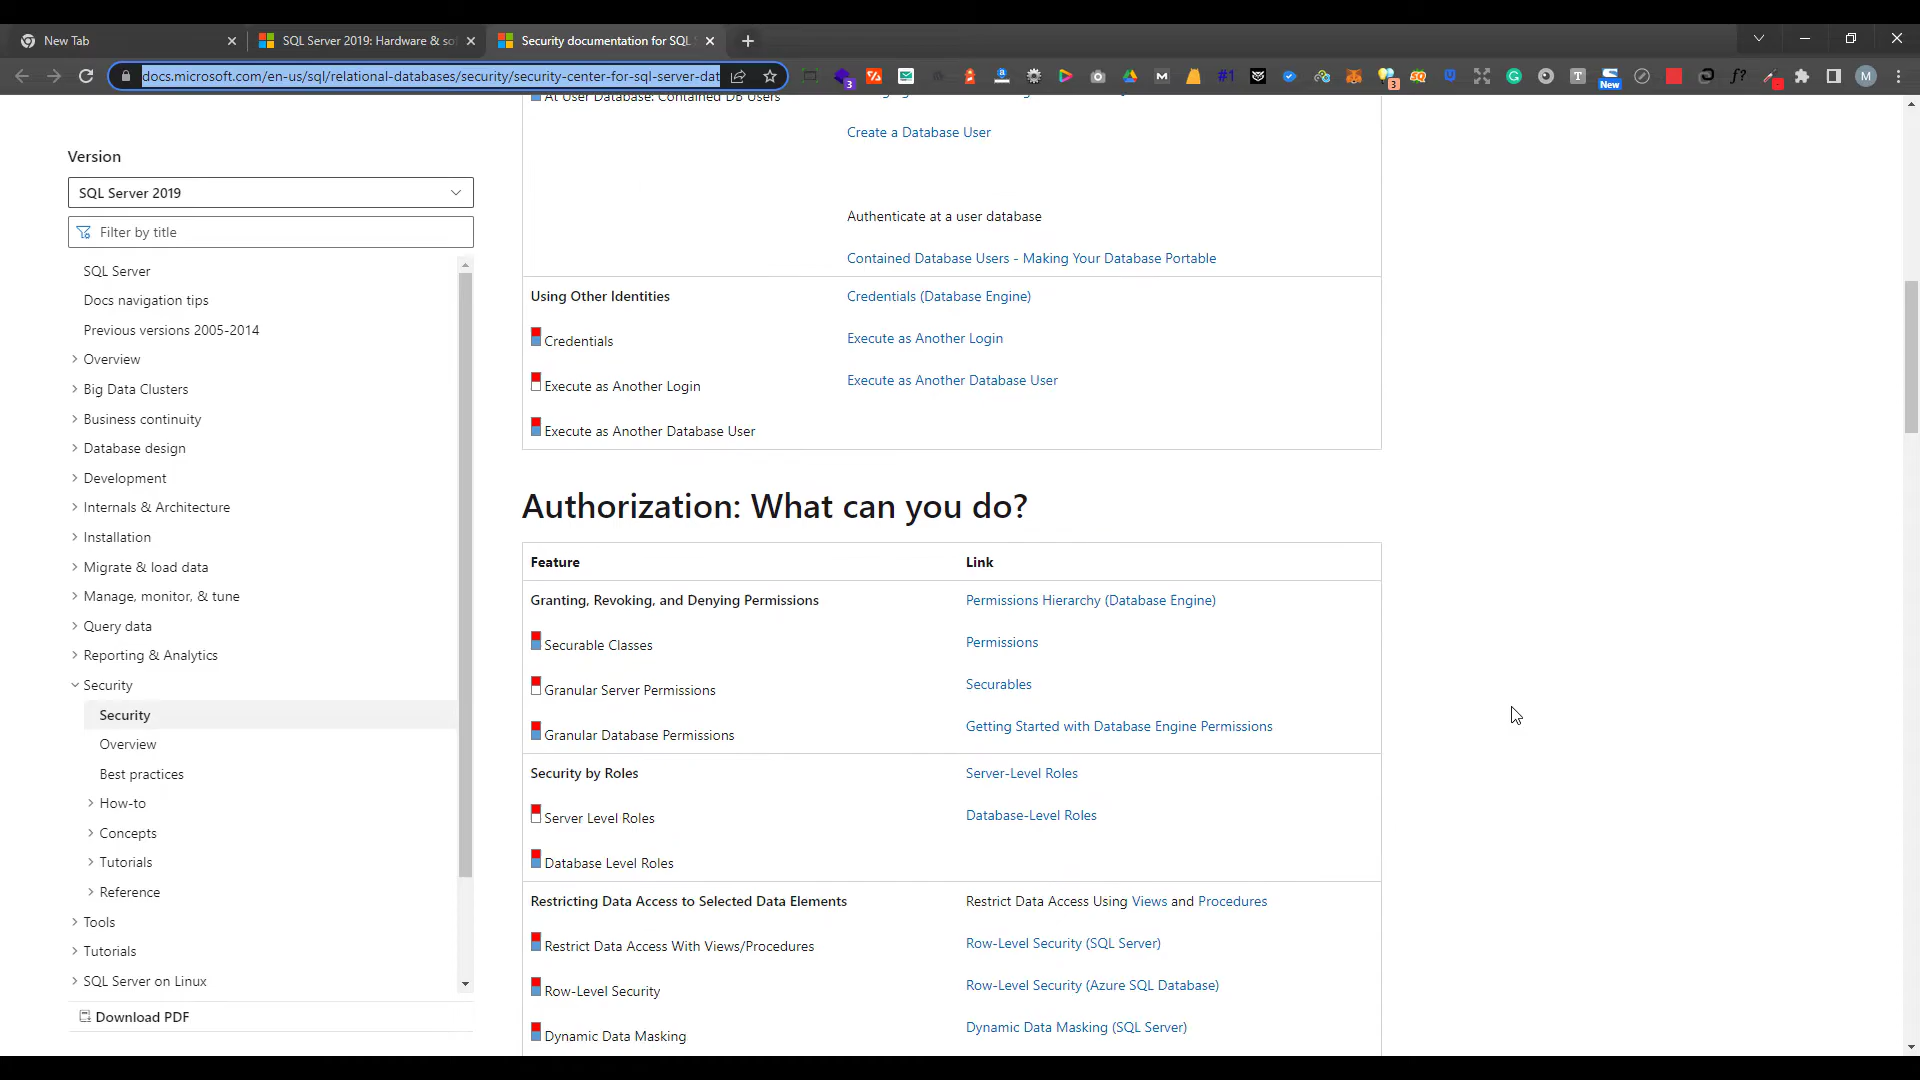 New Tab
SQL Server 2019: Hardware & so
Security documentation for SQL
docs.microsoft.com/en-us/sql/relational-databases/security/security-center-for-sql-server-dat
3
#1
3
New
f?
M
Version
SQL Server 2019
Filter by title
SQL Server
Docs navigation tips
Previous versions 2005-2014
Overview
Big Data Clusters
Business continuity
Database design
Development
Internals & Architecture
Installation
Migrate & load data
Manage, monitor, & tune
Query data
Reporting & Analytics
Security
Security
Overview
Best practices
How-to
Concepts
Tutorials
Reference
Tools
Tutorials
SQL Server on Linux
Download PDF
At User Database: Contained DB Users
Create a Database User
Authenticate at a user database
Contained Database Users - Making Your Database Portable
Using Other Identities
Credentials (Database Engine)
Credentials
Execute as Another Login
Execute as Another Login
Execute as Another Database User
Execute as Another Database User
Authorization: What can you do?
Feature
Link
Granting, Revoking, and Denying Permissions
Permissions Hierarchy (Database Engine)
Securable Classes
Permissions
Granular Server Permissions
Securables
Granular Database Permissions
Getting Started with Database Engine Permissions
Security by Roles
Server-Level Roles
Server Level Roles
Database-Level Roles
Database Level Roles
Restricting Data Access to Selected Data Elements
Restrict Data Access Using Views and Procedures
Restrict Data Access With Views/Procedures
Row-Level Security (SQL Server)
Row-Level Security
Row-Level Security (Azure SQL Database)
Dynamic Data Masking
Dynamic Data Masking (SQL Server)